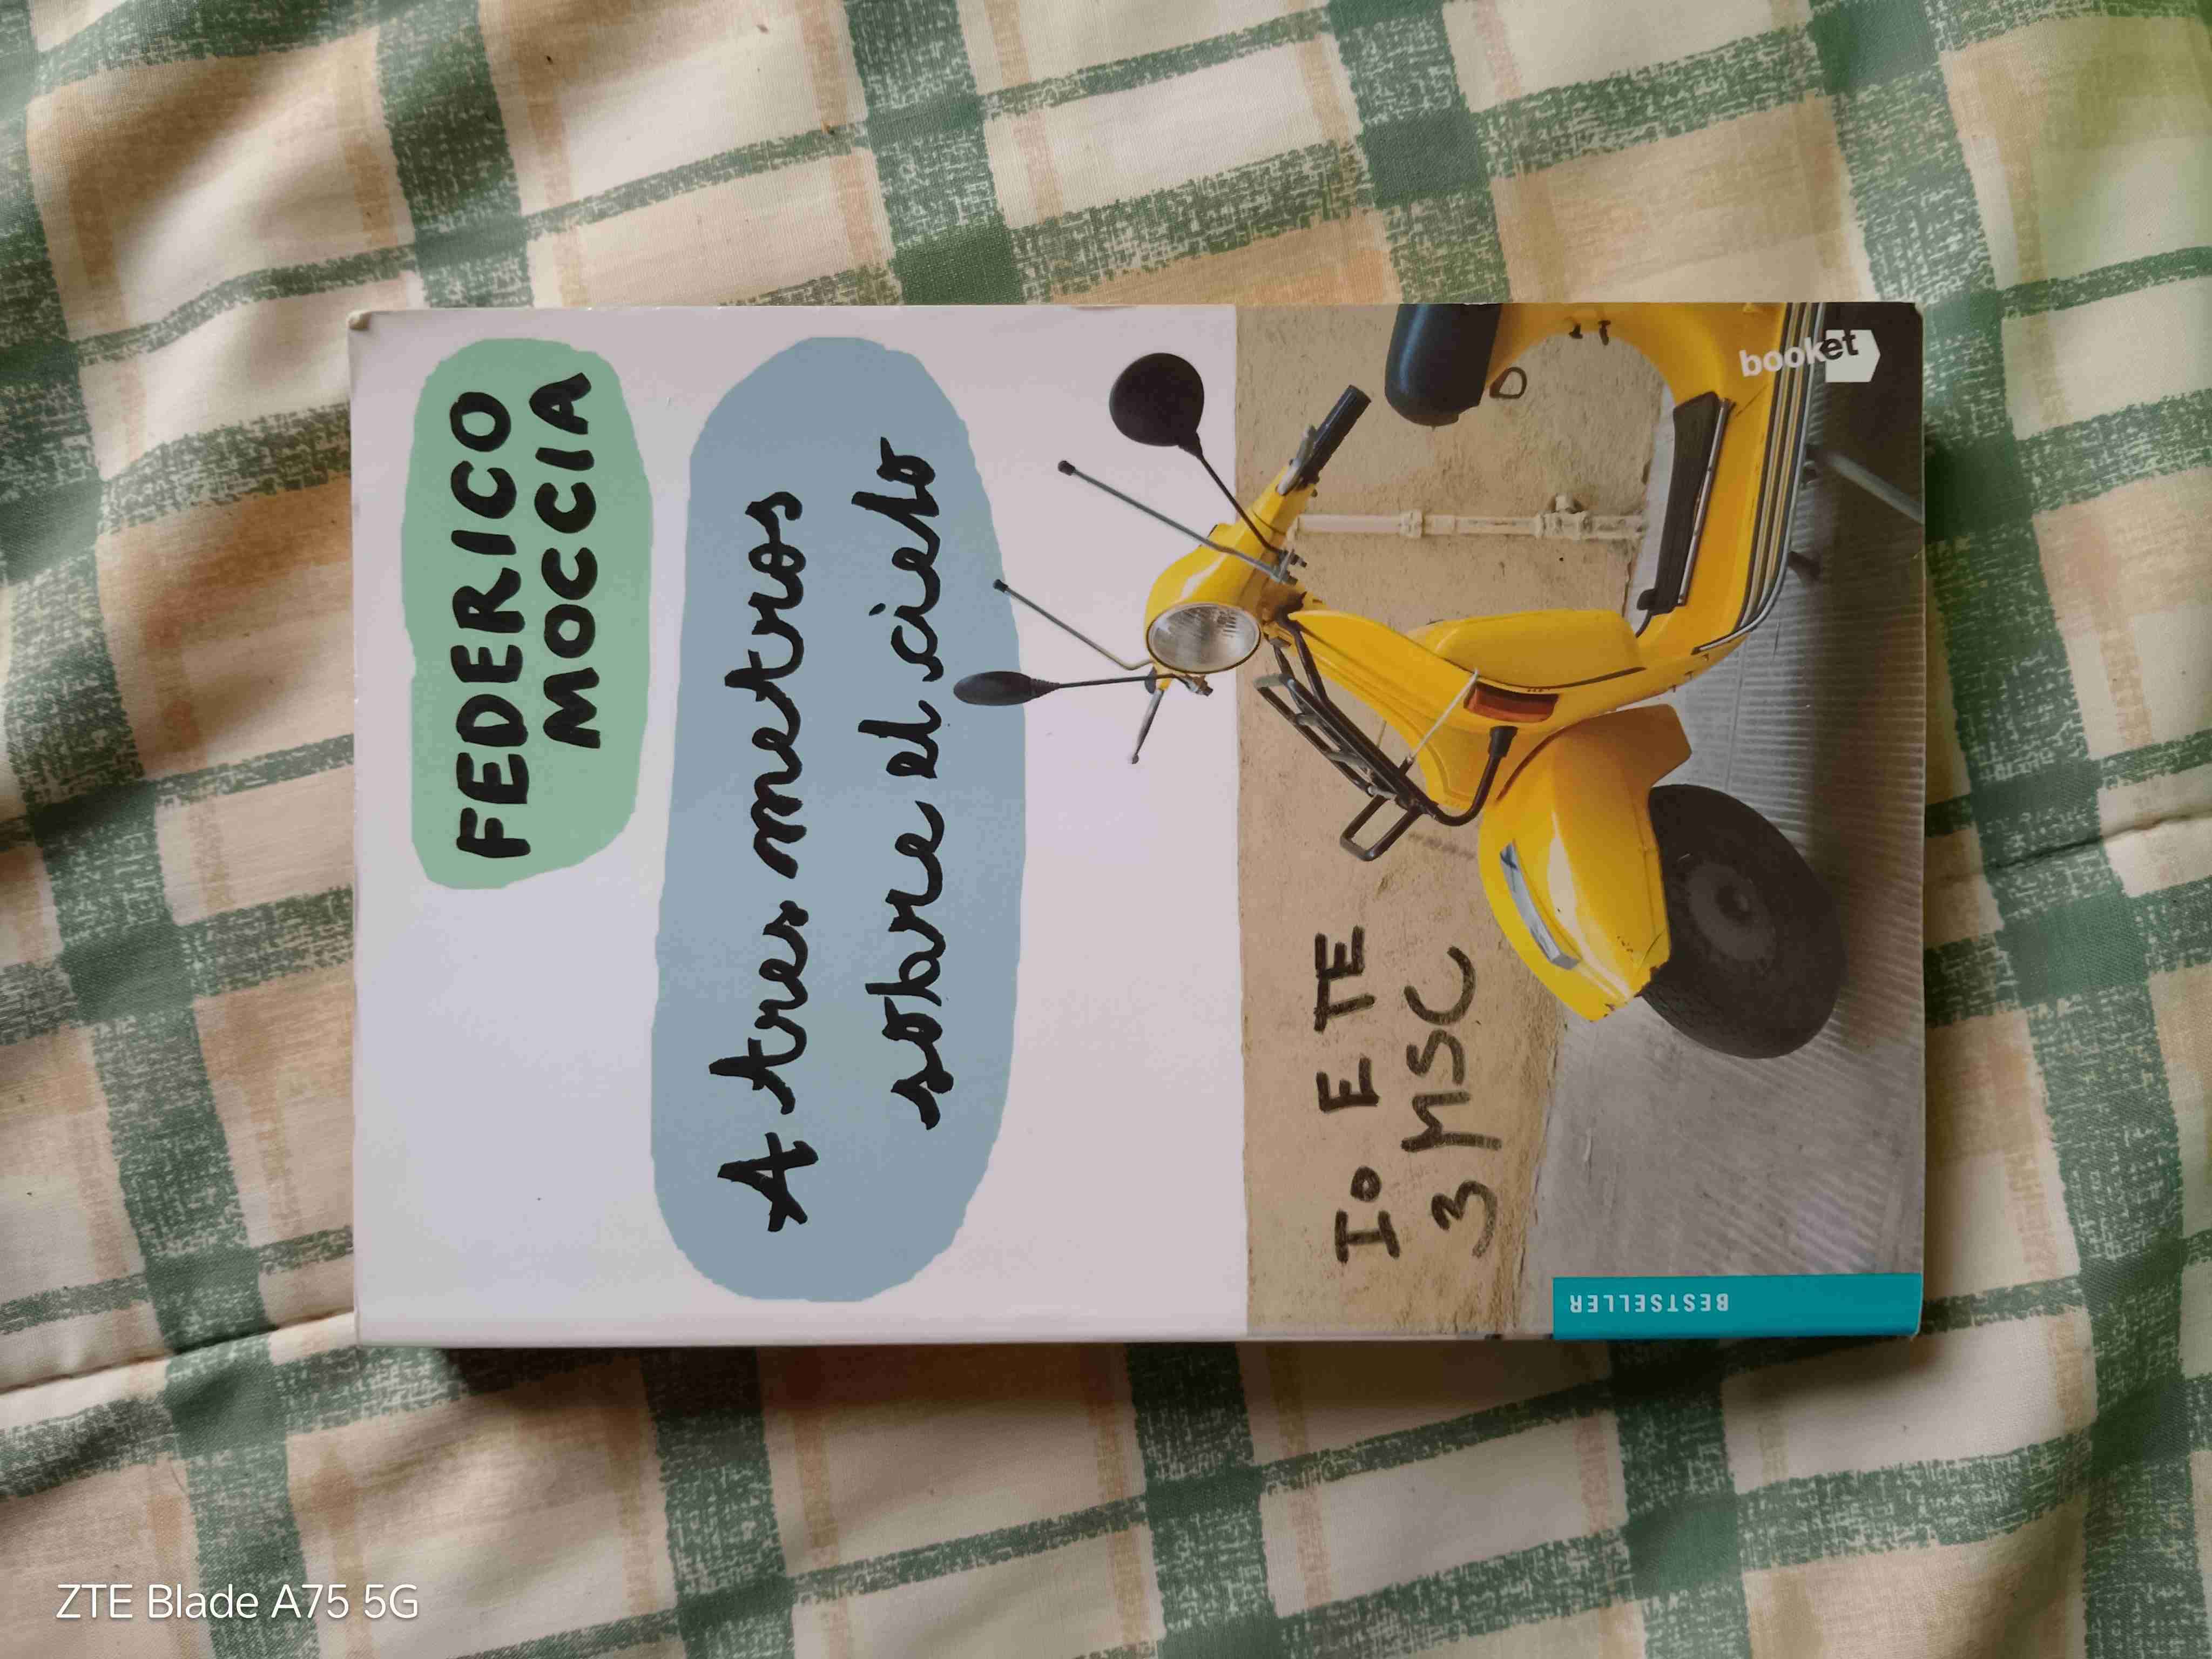 FEDERICO
MOCCIA
A tres metros
sobre el cielo
IO E TE
3 MSC
booket
BESTSELLER
ZTE Blade A75 5G